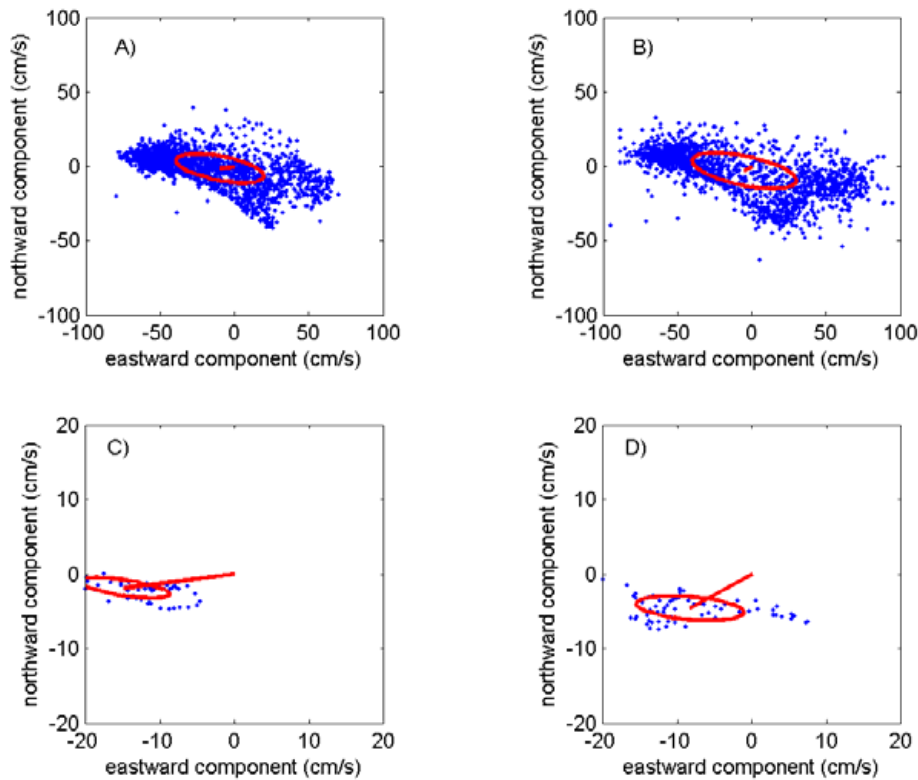 100
50
0
-50
-100
northward component (cm/s)
A)
-100 -50 0 50 100
eastward component (cm/s)
100
50
0
-50
-100
northward component (cm/s)
B)
-100 -50 0 50 100
eastward component (cm/s)
20
10
0
-10
-20
northward component (cm/s)
C)
-20 -10 0 10 20
eastward component (cm/s)
20
10
0
-10
-20
northward component (cm/s)
D)
-20 -10 0 10 20
eastward component (cm/s)